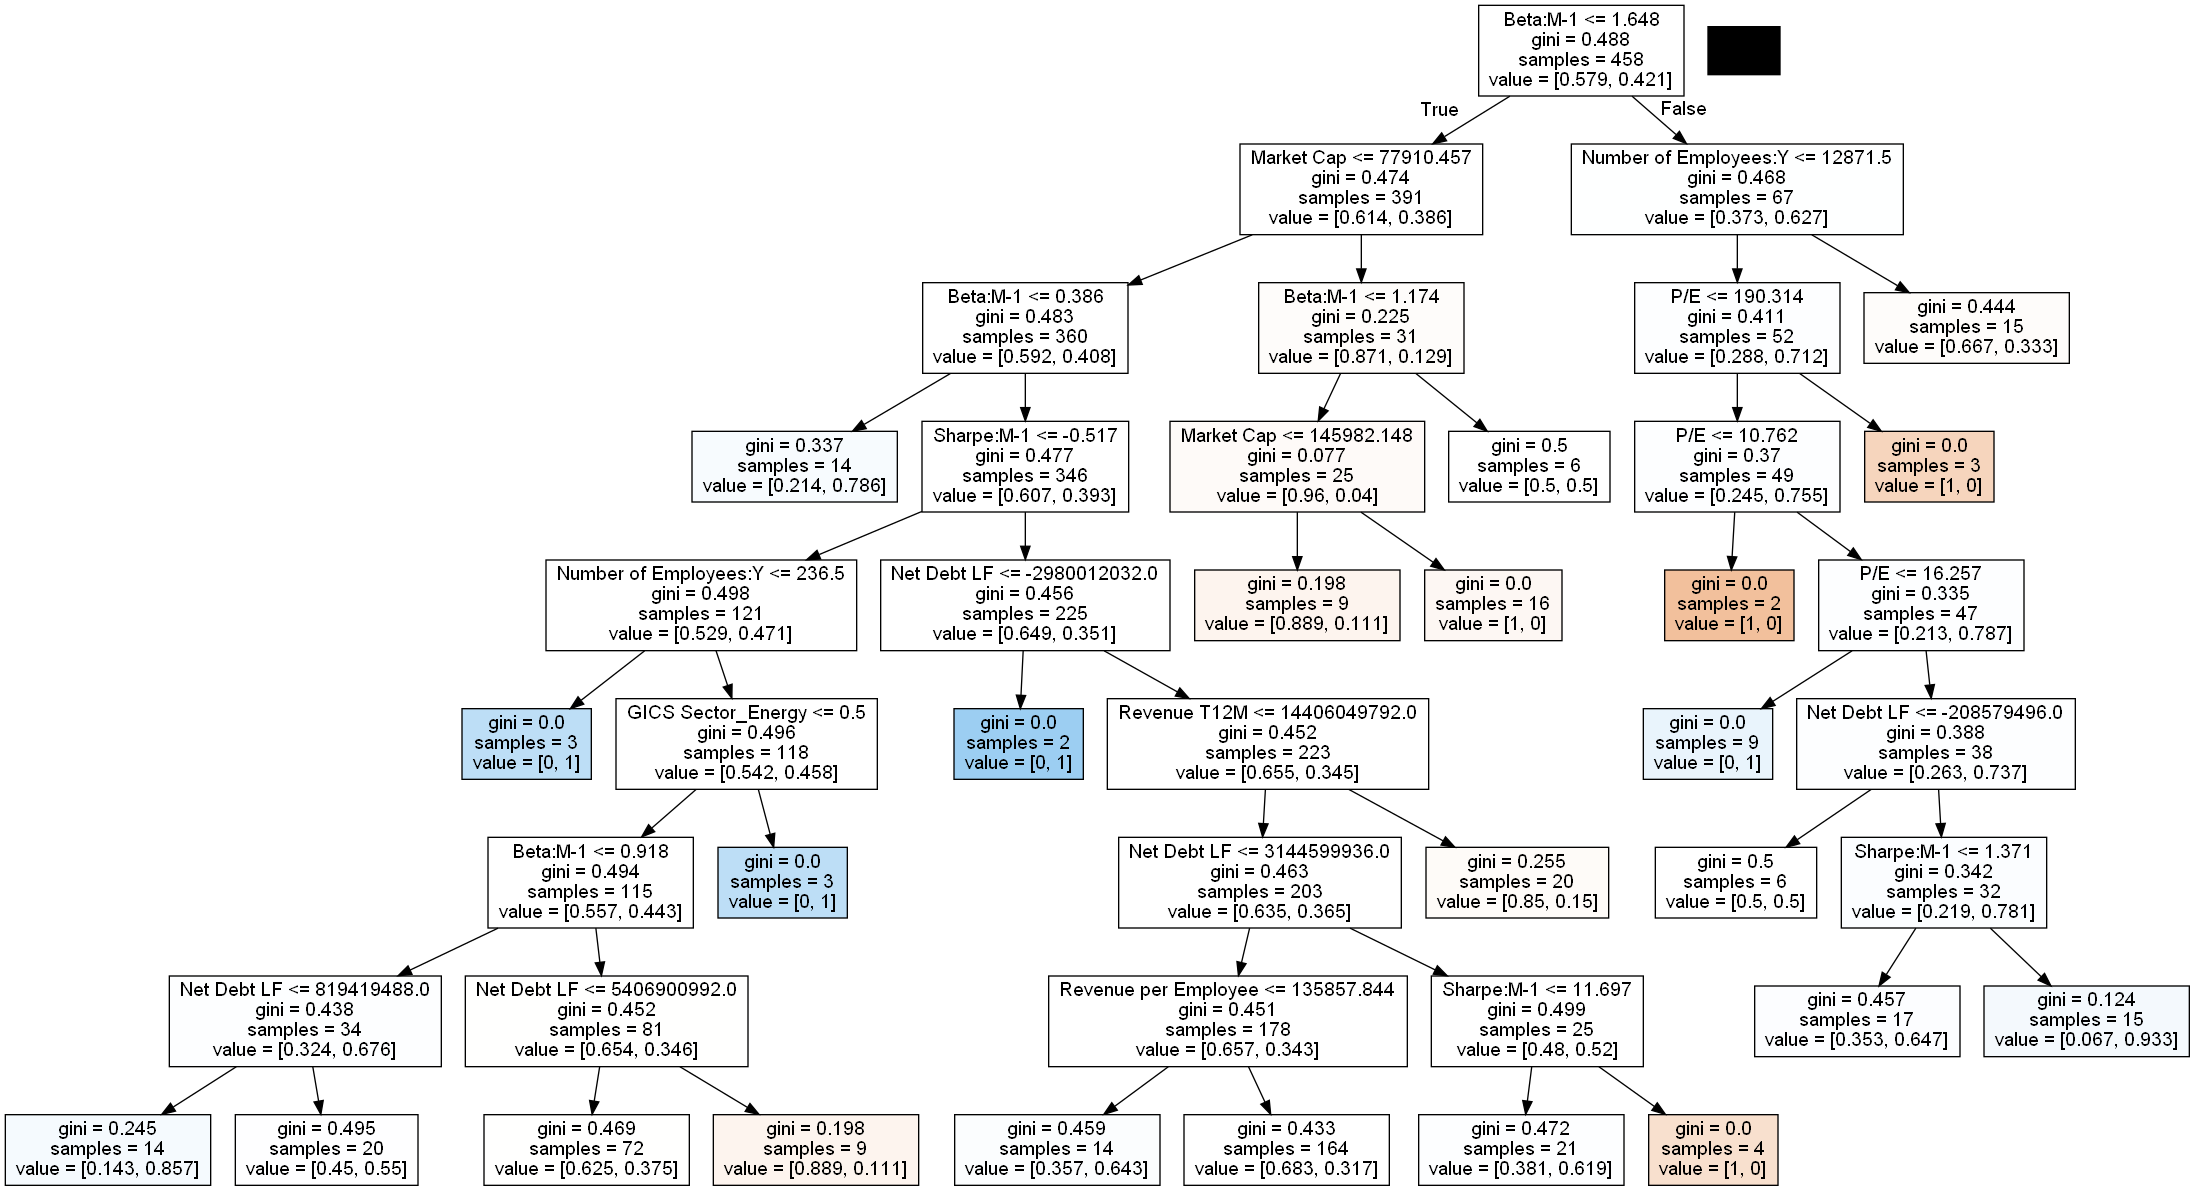 Beta:M-1 <= 1.648
gini = 0.488
samples = 458
value = [0.579, 0.421]
True
False
Market Cap <= 77910.457
gini = 0.474
samples = 391
value = [0.614, 0.386]
Number of Employees:Y <= 12871.5
gini = 0.468
samples = 67
value = [0.373, 0.627]
Beta:M-1 <= 0.386
gini = 0.483
samples = 360
value = [0.592, 0.408]
Beta:M-1 <= 1.174
gini = 0.225
samples = 31
value = [0.871, 0.129]
P/E <= 190.314
gini = 0.411
samples = 52
value = [0.288, 0.712]
gini = 0.444
samples = 15
value = [0.667, 0.333]
gini = 0.337
samples = 14
value = [0.214, 0.786]
Sharpe:M-1 <= -0.517
gini = 0.477
samples = 346
value = [0.607, 0.393]
Market Cap <= 145982.148
gini = 0.077
samples = 25
value = [0.96, 0.04]
gini = 0.5
samples = 6
value = [0.5, 0.5]
P/E <= 10.762
gini = 0.37
samples = 49
value = [0.245, 0.755]
gini = 0.0
samples = 3
value = [1, 0]
Number of Employees:Y <= 236.5
gini = 0.498
samples = 121
value = [0.529, 0.471]
Net Debt LF <= -2980012032.0
gini = 0.456
samples = 225
value = [0.649, 0.351]
gini = 0.198
samples = 9
value = [0.889, 0.111]
gini = 0.0
samples = 16
value = [1, 0]
gini = 0.0
samples = 2
value = [1, 0]
P/E <= 16.257
gini = 0.335
samples = 47
value = [0.213, 0.787]
gini = 0.0
samples = 3
value = [0, 1]
GICS Sector_Energy <= 0.5
gini = 0.496
samples = 118
value = [0.542, 0.458]
gini = 0.0
samples = 2
value = [0, 1]
Revenue T12M <= 14406049792.0
gini = 0.452
samples = 223
value = [0.655, 0.345]
gini = 0.0
samples = 9
value = [0, 1]
Net Debt LF <= -208579496.0
gini = 0.388
samples = 38
value = [0.263, 0.737]
Beta:M-1 <= 0.918
gini = 0.494
samples = 115
value = [0.557, 0.443]
gini = 0.0
samples = 3
value = [0, 1]
Net Debt LF <= 3144599936.0
gini = 0.463
samples = 203
value = [0.635, 0.365]
gini = 0.255
samples = 20
value = [0.85, 0.15]
gini = 0.5
samples = 6
value = [0.5, 0.5]
Sharpe:M-1 <= 1.371
gini = 0.342
samples = 32
value = [0.219, 0.781]
Net Debt LF <= 819419488.0
gini = 0.438
samples = 34
value = [0.324, 0.676]
Net Debt LF <= 5406900992.0
gini = 0.452
samples = 81
value = [0.654, 0.346]
Revenue per Employee <= 135857.844
gini = 0.451
samples = 178
value = [0.657, 0.343]
Sharpe:M-1 <= 11.697
gini = 0.499
samples = 25
value = [0.48, 0.52]
gini = 0.457
samples = 17
value = [0.353, 0.647]
gini = 0.124
samples = 15
value = [0.067, 0.933]
gini = 0.245
samples = 14
value = [0.143, 0.857]
gini = 0.495
samples = 20
value = [0.45, 0.55]
gini = 0.469
samples = 72
value = [0.625, 0.375]
gini = 0.198
samples = 9
value = [0.889, 0.111]
gini = 0.459
samples = 14
value = [0.357, 0.643]
gini = 0.433
samples = 164
value = [0.683, 0.317]
gini = 0.472
samples = 21
value = [0.381, 0.619]
gini = 0.0
samples = 4
value = [1, 0]